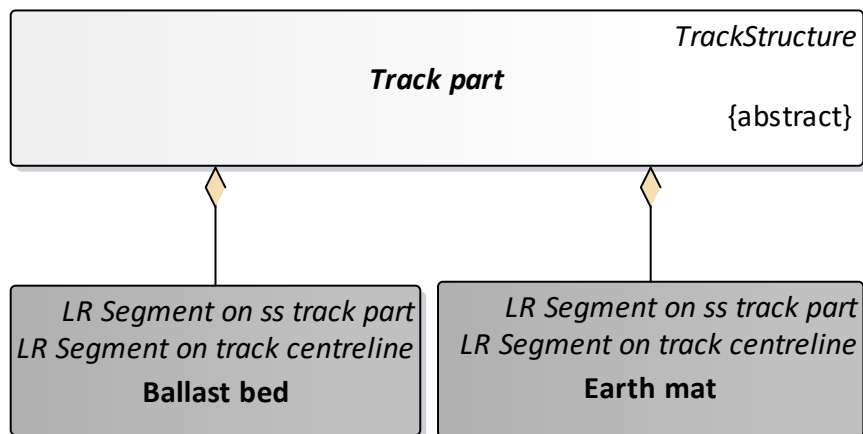 TrackStructure
Track part
{abstract}
LR Segment on ss track part
LR Segment on track centreline
Ballast bed
LR Segment on ss track part
LR Segment on track centreline
Earth mat